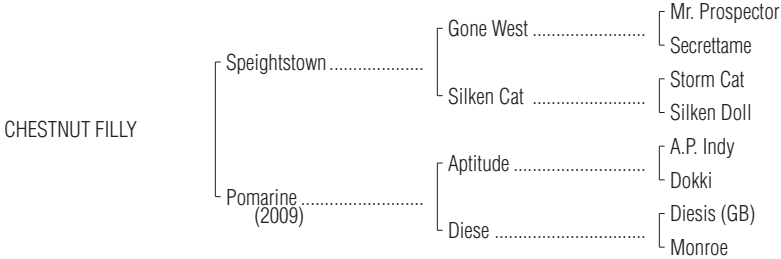 Mr. Prospector
Gone West ..........................
Secrettame
Speightstown .....................
Storm Cat
Silken Cat ..........................
Silken Doll
CHESTNUT FILLY
A.P. Indy
Aptitude ..............................
Dokki
Pomarine ...........................
(2009)
Diesis (GB)
Diese ..................................
Monroe